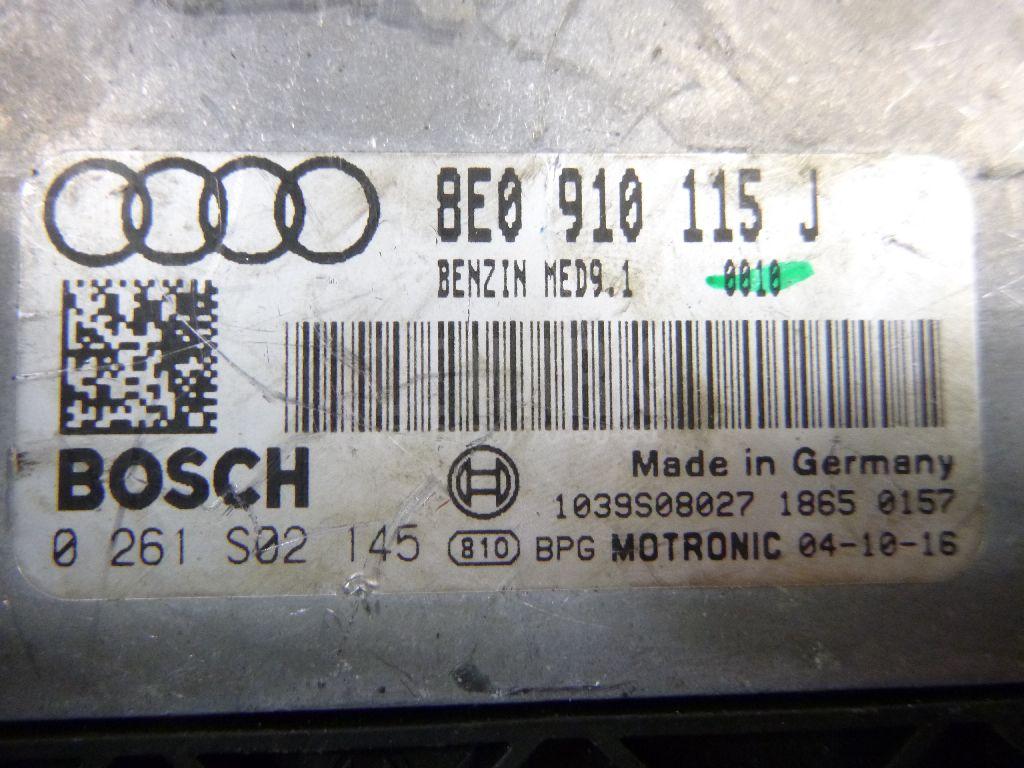 8E0 910 115 J
BENZIN MED9.1 0010
BOSCH
Made in Germany
1039S08027 1865 0157
0 261 S02 145 810 BPG MOTRONIC 04-10-16